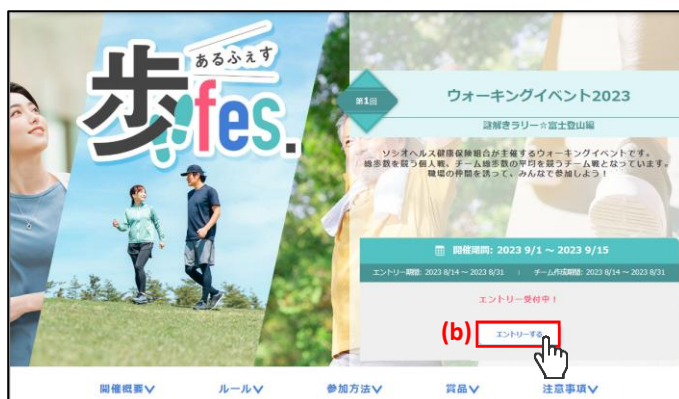 あるふぇす
歩fes.
第1回
ウォーキングイベント2023
謎解きラリー☆富士登山編
ソシオヘルス健康保険組合が主催するウォーキングイベントです。
総歩数を競う個人戦、チーム総歩数の平均を競うチーム戦となっています。
職場の仲間を誘って、みんなで参加しよう！
開催期間: 2023 9/1 ～ 2023 9/15
エントリー期間: 2023 8/14 ～ 2023 8/31 | チーム作成期間: 2023 8/14 ～ 2023 8/31
エントリー受付中！
(b) エントリーする
開催概要∨ ルール∨ 参加方法∨ 賞品∨ 注意事項∨